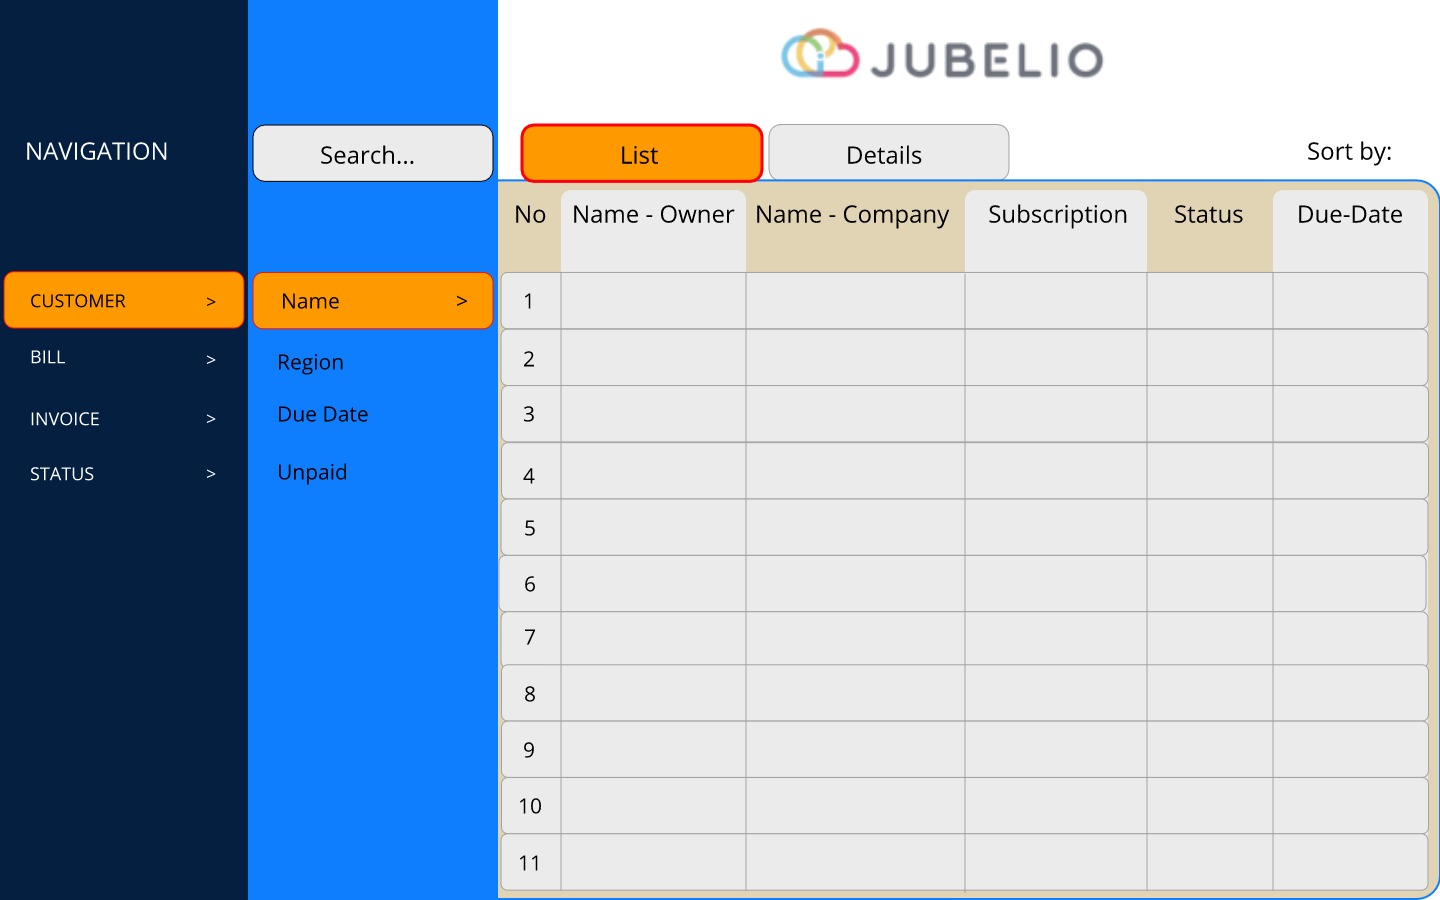 JUBELIO
NAVIGATION
Search...
List
Details
Sort by:
No
Name - Owner
Name - Company
Subscription
Status
Due-Date
CUSTOMER >
BILL >
INVOICE >
STATUS >
Name >
Region
Due Date
Unpaid
1
2
3
4
5
6
7
8
9
10
11